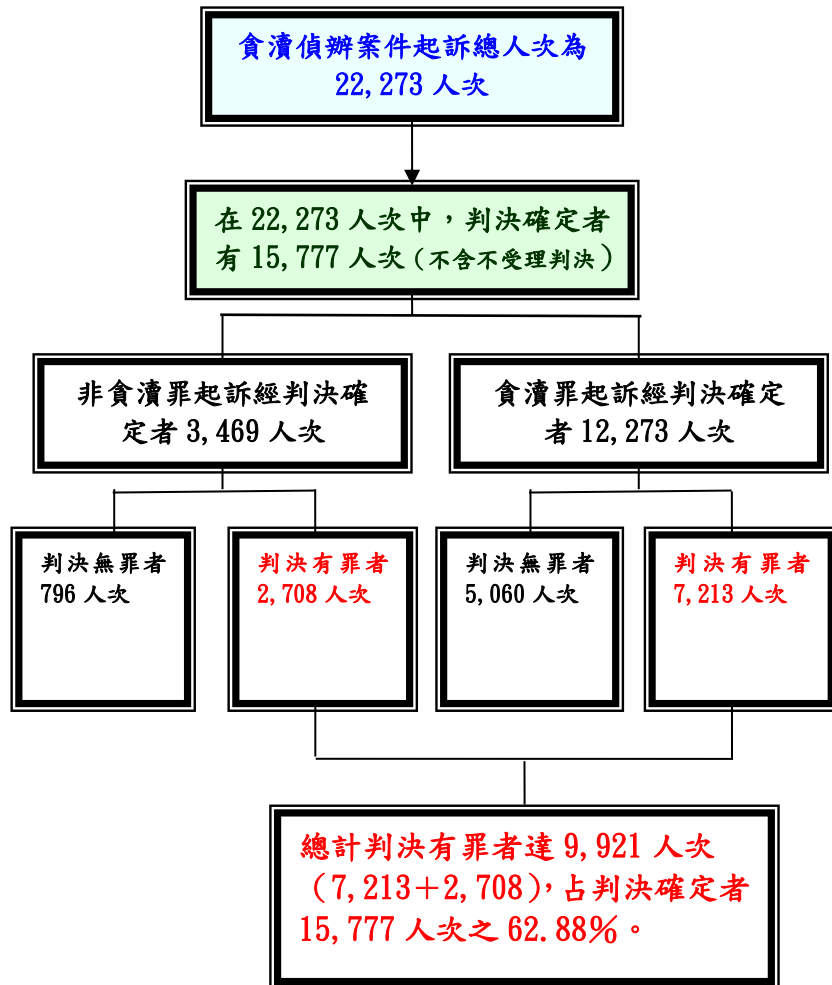 貪瀆偵辦案件起訴總人次為
22,273 人次
在 22,273 人次中，判決確定者
有 15,777 人次（不含不受理判決）
非貪瀆罪起訴經判決確
定者 3,469 人次
貪瀆罪起訴經判決確定
者 12,273 人次
判決無罪者
796 人次
判決有罪者
2,708 人次
判決無罪者
5,060 人次
判決有罪者
7,213 人次
總計判決有罪者達 9,921 人次
（7,213＋2,708），占判決確定者
15,777 人次之 62.88％。